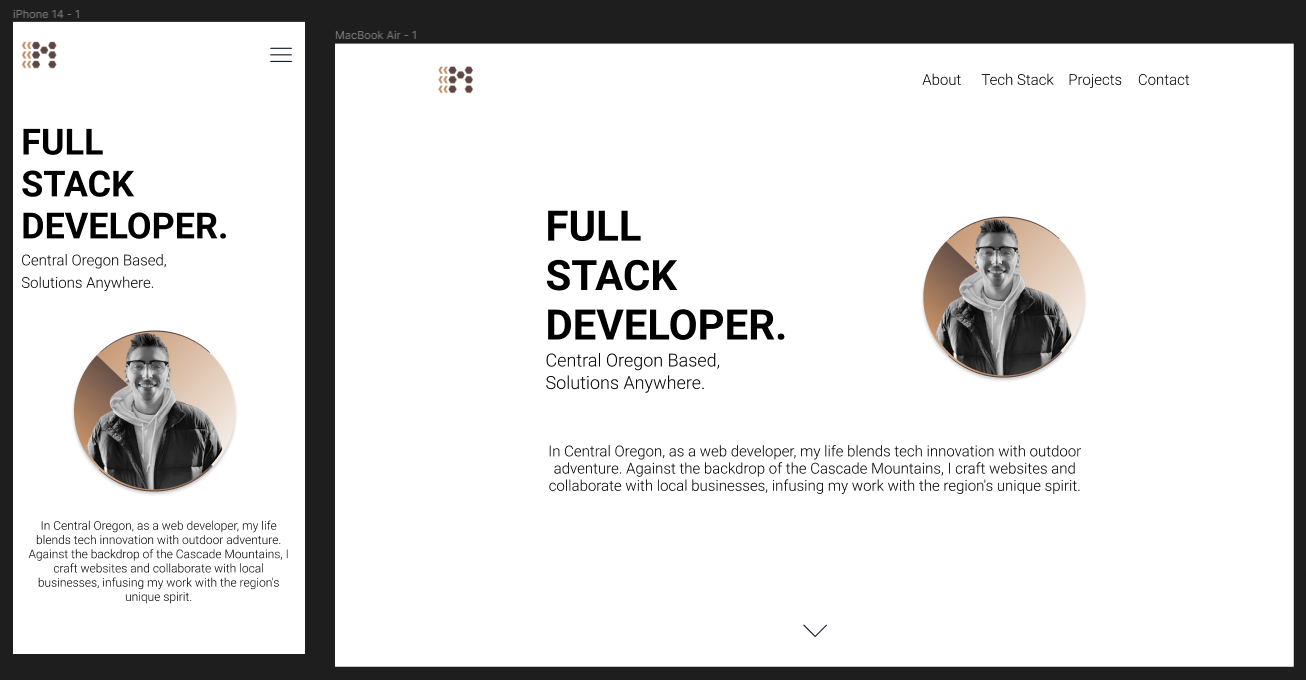 iPhone 14 - 1
FULL
STACK
DEVELOPER.
Central Oregon Based,
Solutions Anywhere.
In Central Oregon, as a web developer, my life
blends tech innovation with outdoor adventure.
Against the backdrop of the Cascade Mountains, I
craft websites and collaborate with local
businesses, infusing my work with the region's
unique spirit.
MacBook Air - 1
About Tech Stack Projects Contact
FULL
STACK
DEVELOPER.
Central Oregon Based,
Solutions Anywhere.
In Central Oregon, as a web developer, my life blends tech innovation with outdoor
adventure. Against the backdrop of the Cascade Mountains, I craft websites and
collaborate with local businesses, infusing my work with the region's unique spirit.